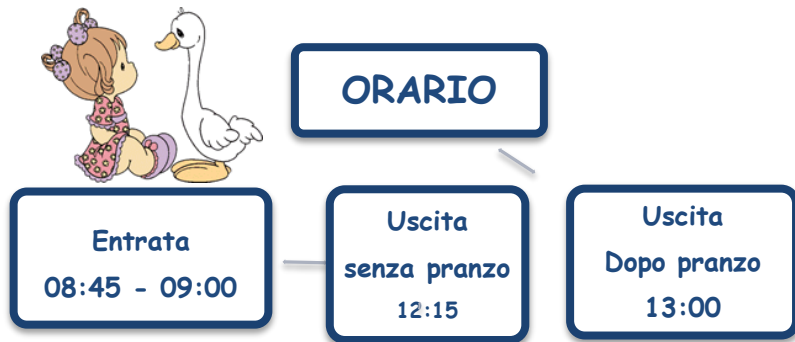 ORARIO
Entrata
08:45 - 09:00
Uscita
senza pranzo
12:15
Uscita
Dopo pranzo
13:00